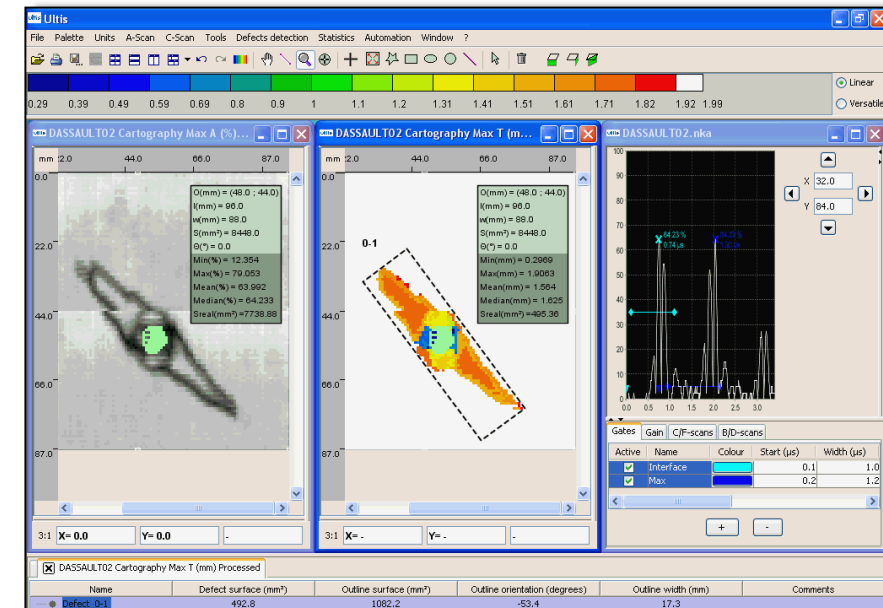 Ultis
File Palette Units A-Scan C-Scan Tools Defects detection Statistics Automation Window ?
0.29 0.39 0.49 0.59 0.69 0.8 0.9 1 1.1 1.2 1.31 1.41 1.51 1.61 1.71 1.82 1.92 1.99
Linear
Versatile
DASSAULT02 Cartography Max A (%)...
mm 22.0 44.0 66.0 87.0
0.0
22.0
44.0
66.0
87.0
O(mm) = (48.0 ; 44.0)
l(mm) = 96.0
w(mm) = 88.0
S(mm²) = 8448.0
Θ(°) = 0.0
Min(%) = 12.354
Max(%) = 79.053
Mean(%) = 63.992
Median(%) = 64.233
Sreal(mm²) =7738.88
3:1 X= 0.0 Y= 0.0 -
DASSAULT02 Cartography Max T (m...
mm 22.0 44.0 66.0 87.0
0.0
22.0
44.0
66.0
87.0
0-1
O(mm) = (48.0 ; 44.0)
l(mm) = 96.0
w(mm) = 88.0
S(mm²) = 8448.0
Θ(°) = 0.0
Min(mm) = 0.2969
Max(mm) = 1.9063
Mean(mm) = 1.564
Median(mm) = 1.625
Sreal(mm²) =495.36
3:1 X= - Y= - -
DASSAULT02.nka
100
90
80
70
60
50
40
30
20
10
64.23 %
0.74 µs
0.0 0.5 1.0 1.5 2.0 2.5 3.0
X 32.0
Y 84.0
Gates Gain C/F-scans B/D-scans
Active Name Colour Start (µs) Width (µs)
Interface 0.1 1.0
Max 0.2 1.2
+ -
DASSAULT02 Cartography Max T (mm) Processed
Name Defect surface (mm²) Outline surface (mm²) Outline orientation (degrees) Outline width (mm) Comments
Defect 0-1 492.8 1082.2 -53.4 17.3